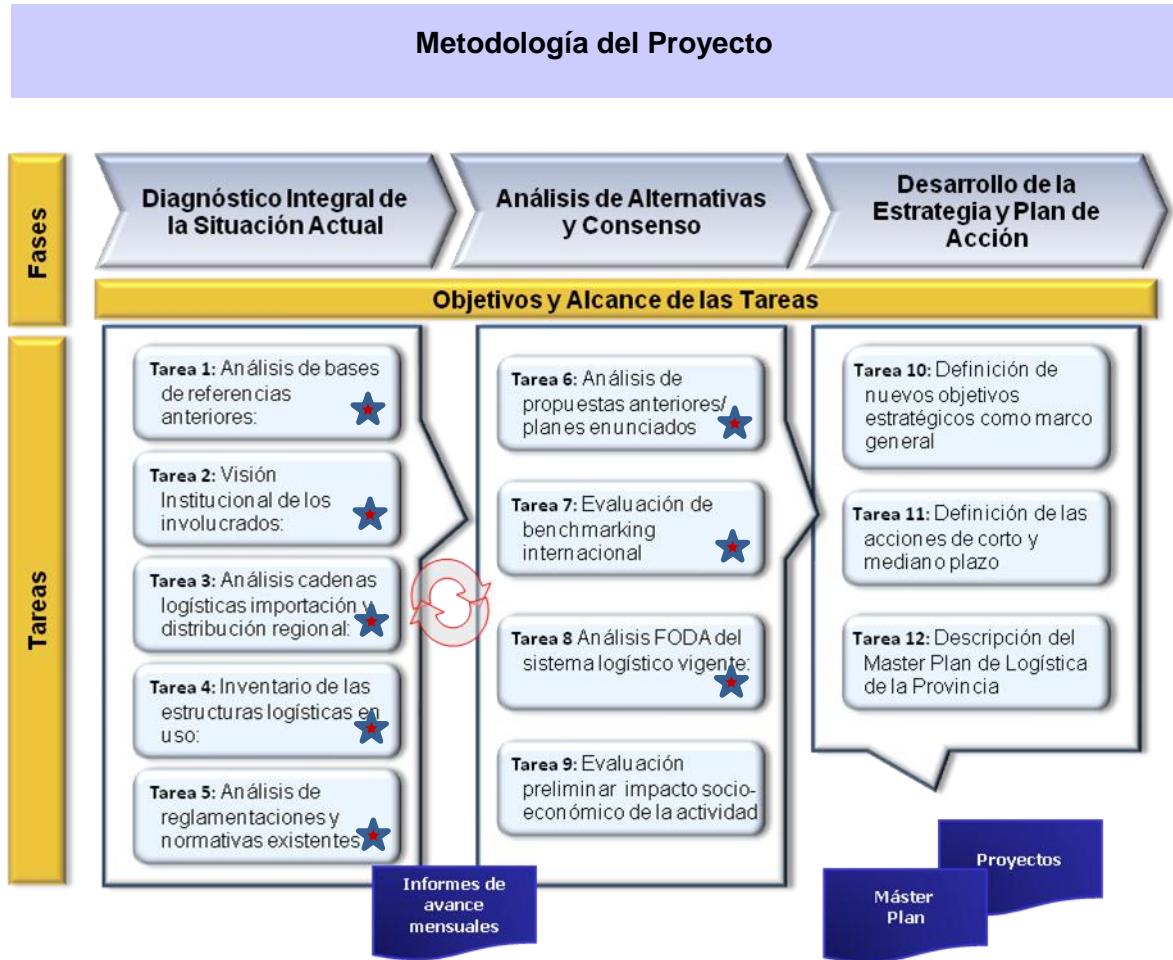 Metodología del Proyecto
Fases
Diagnóstico Integral de
la Situación Actual
Análisis de Alternativas
y Consenso
Desarrollo de la
Estrategia y Plan de
Acción
Objetivos y Alcance de las Tareas
Tareas
Tarea 1: Análisis de bases
de referencias
anteriores:
Tarea 2: Visión
Institucional de los
involucrados:
Tarea 3: Análisis cadenas
logísticas importación y
distribución regional:
Tarea 4: Inventario de las
estructuras logísticas en
uso:
Tarea 5: Análisis de
reglamentaciones y
normativas existentes
Informes de
avance
mensuales
Tarea 6: Análisis de
propuestas anteriores/
planes enunciados
Tarea 7: Evaluación de
benchmarking
internacional
Tarea 8 Análisis FODA del
sistema logístico vigente:
Tarea 9: Evaluación
preliminar impacto socio-
económico de la actividad
Tarea 10: Definición de
nuevos objetivos
estratégicos como marco
general
Tarea 11: Definición de las
acciones de corto y
mediano plazo
Tarea 12: Descripción del
Master Plan de Logística
de la Provincia
Proyectos
Máster
Plan